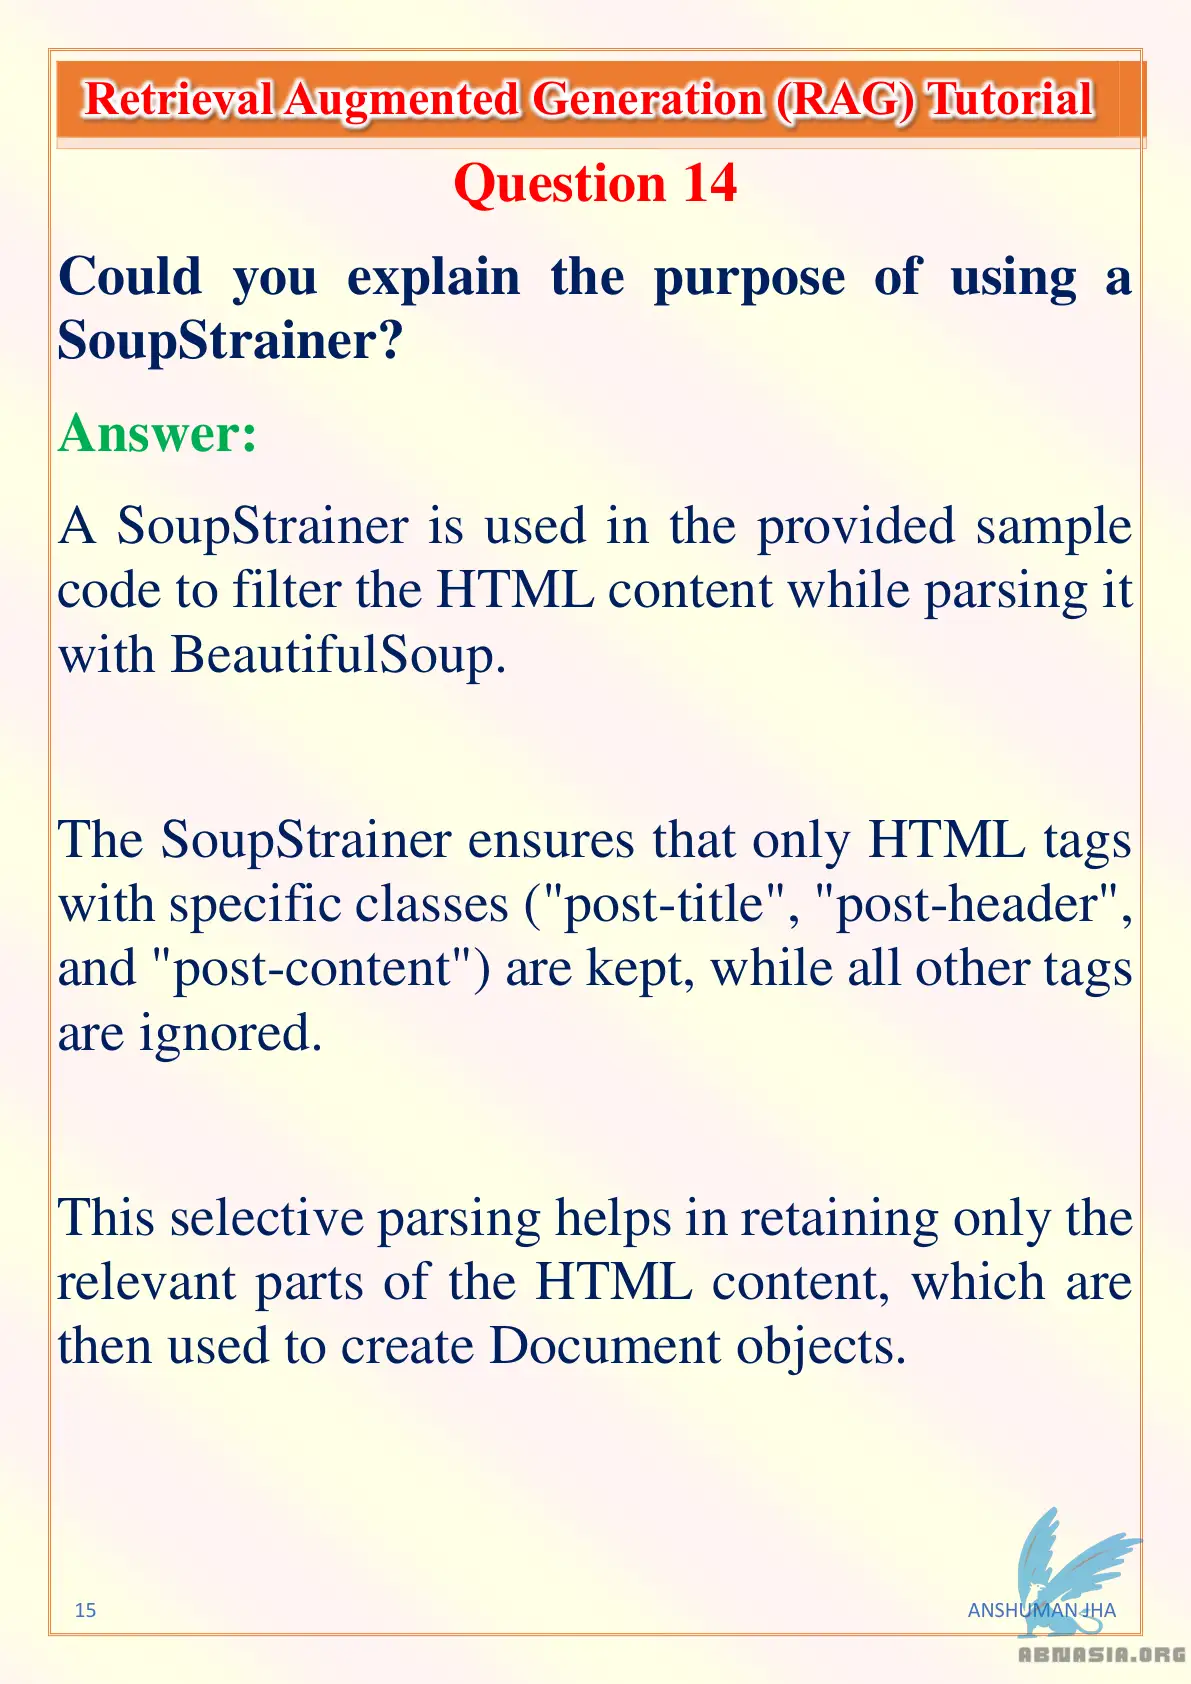 Retrieval Augmented Generation (RAG) Tutorial
Question 14
Could you explain the purpose of using a
SoupStrainer?
Answer:
A SoupStrainer is used in the provided sample
code to filter the HTML content while parsing it
with BeautifulSoup.
The SoupStrainer ensures that only HTML tags
with specific classes ("post-title", "post-header",
and "post-content") are kept, while all other tags
are ignored.
This selective parsing helps in retaining only the
relevant parts of the HTML content, which are
then used to create Document objects.
15
ANSHUMAN JHA
ABNASIA.ORG